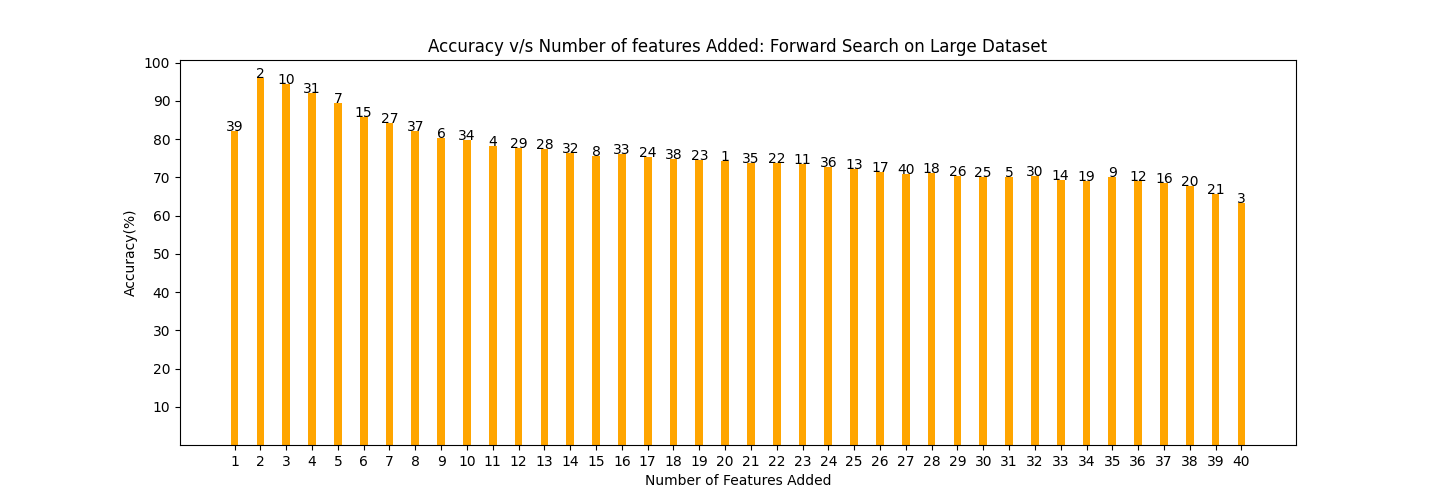 Accuracy v/s Number of features Added: Forward Search on Large Dataset
100
90
80
70
60
50
40
30
20
10
Accuracy(%)
39 2 10 31 7 15 27 37 6 34 4 29 28 32 8 33 24 38 23 1 35 22 11 36 13 17 40 18 26 25 5 30 14 19 9 12 16 20 21 3
1 2 3 4 5 6 7 8 9 10 11 12 13 14 15 16 17 18 19 20 21 22 23 24 25 26 27 28 29 30 31 32 33 34 35 36 37 38 39 40
Number of Features Added